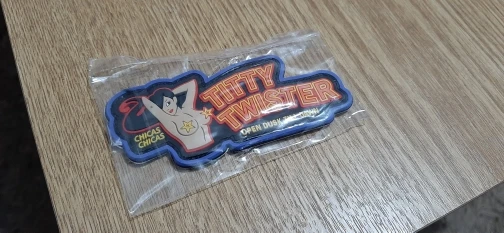 TITTY
TWISTER
CHICAS
CHICAS
OPEN DUSK